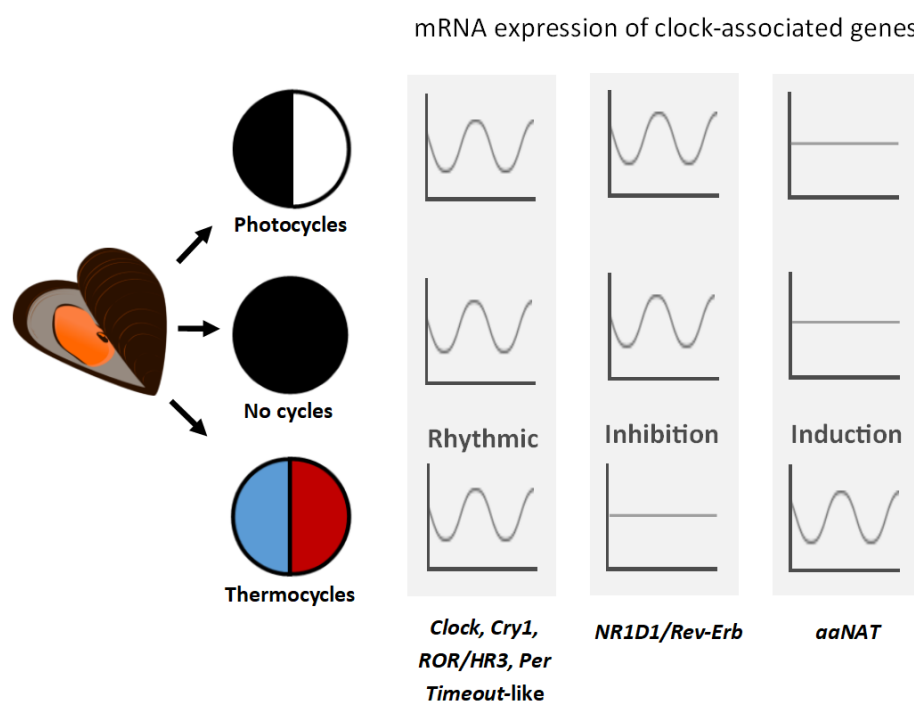 mRNA expression of clock-associated genes
Photocycles
No cycles
Rhythmic
Inhibition
Induction
Thermocycles
Clock, Cry1,
ROR/HR3, Per
Timeout-like
NR1D1/Rev-Erb
aaNAT